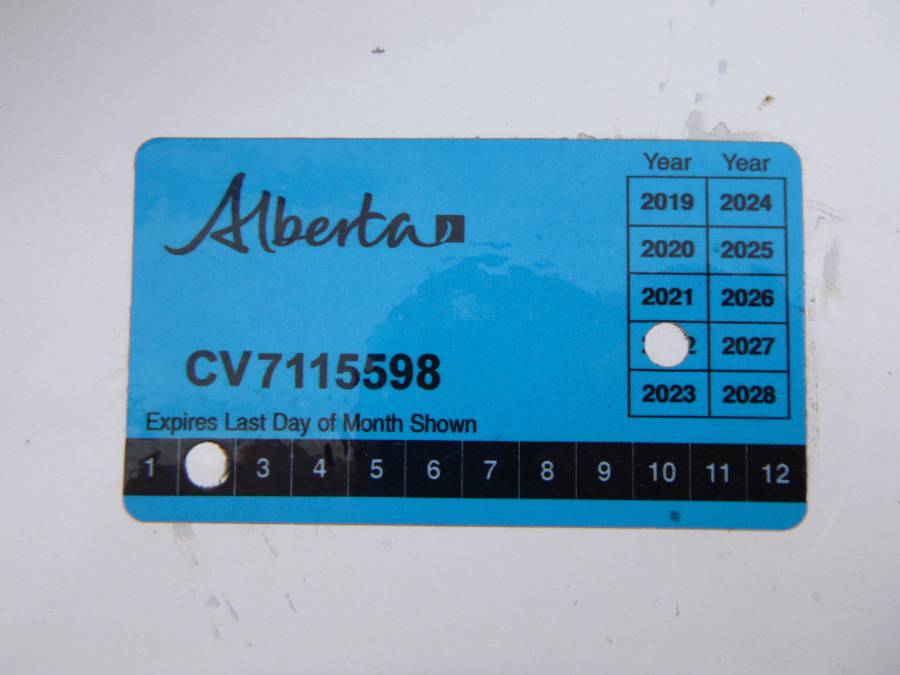 Alberta
Year Year
2019 2024
2020 2025
2021 2026
2027
CV7115598
2023 2028
Expires Last Day of Month Shown
1 3 4 5 6 7 8 9 10 11 12